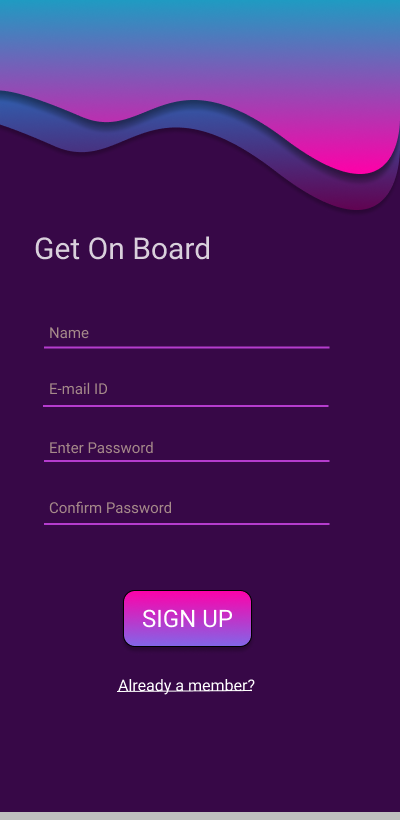 Get On Board
Name
E-mail ID
Enter Password
Confirm Password
SIGN UP
Already a member?